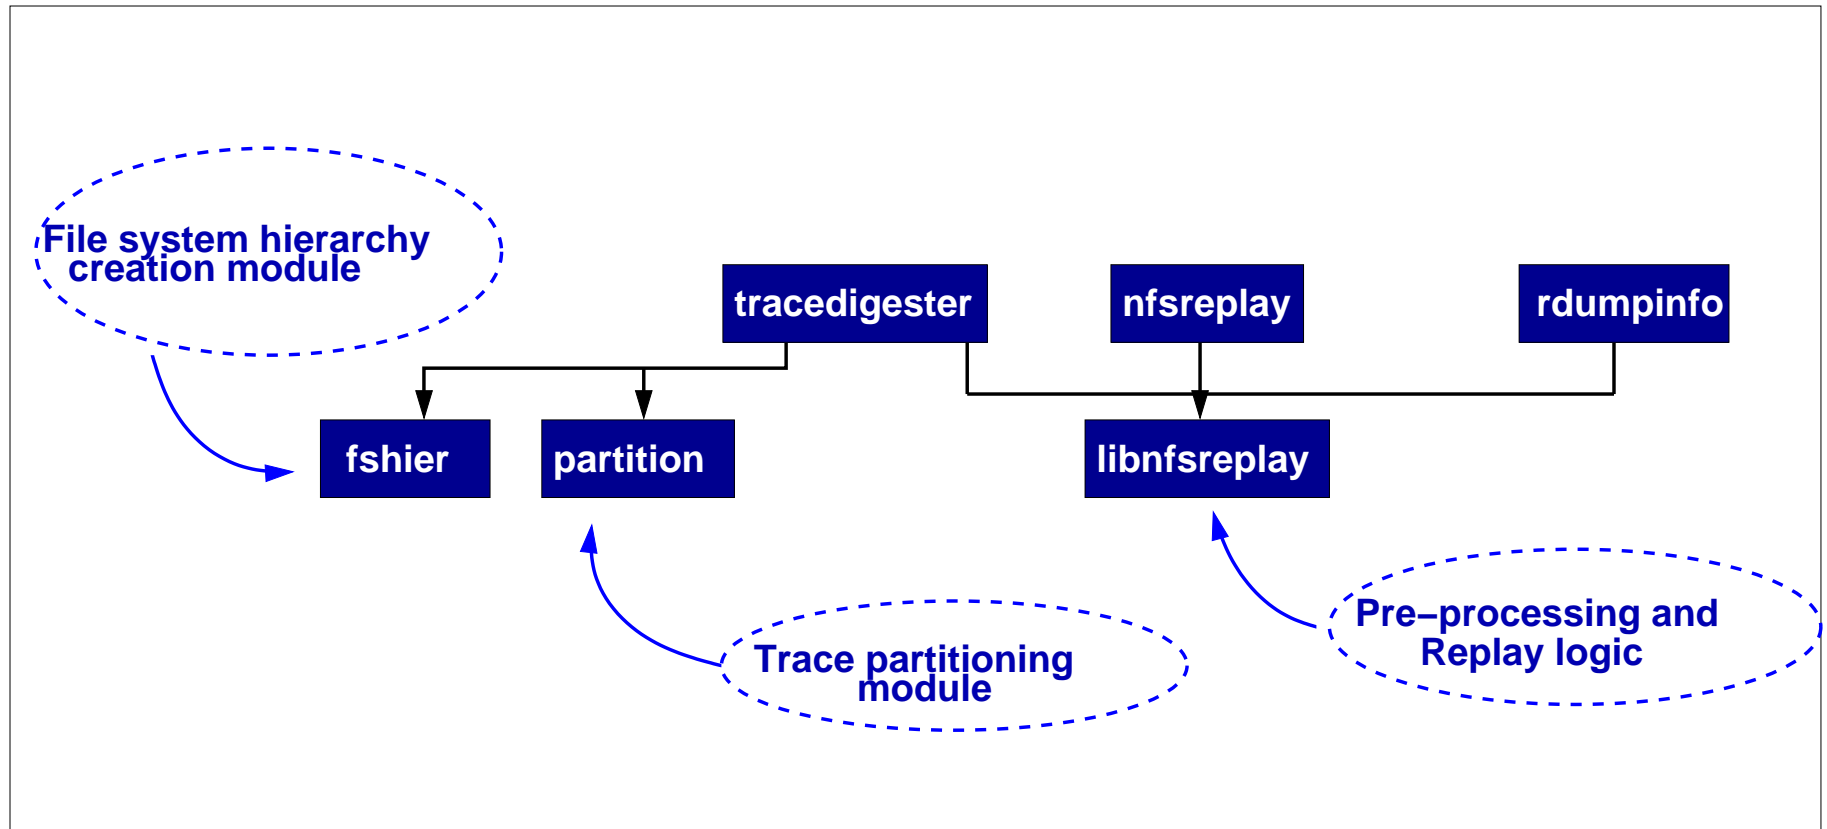 File system hierarchy
creation module
tracedigester
nfsreplay
rdumpinfo
fshier
partition
libnfsreplay
Trace partitioning
module
Pre−processing and
Replay logic